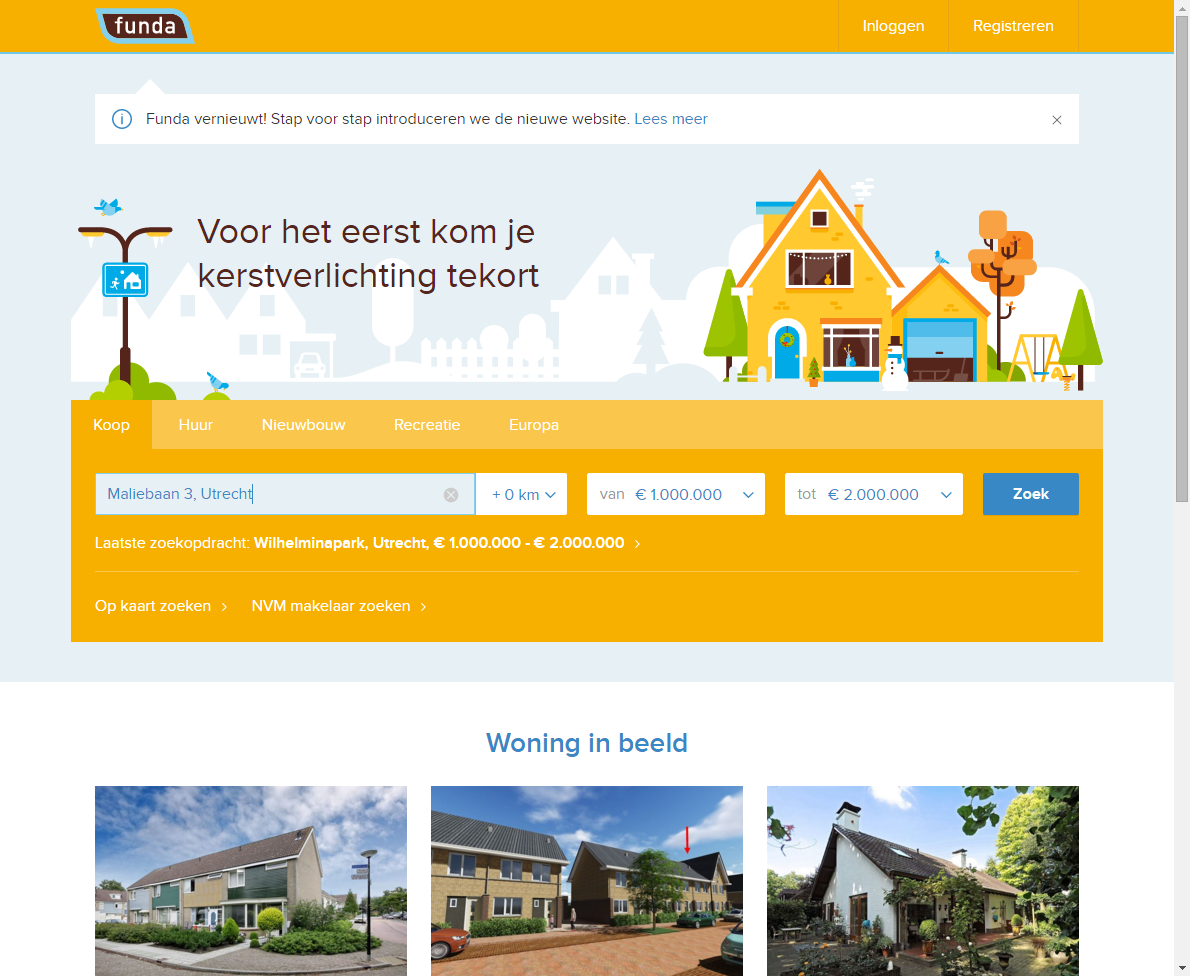 funda
Inloggen
Registreren
Funda vernieuwt! Stap voor stap introduceren we de nieuwe website. Lees meer
Voor het eerst kom je
kerstverlichting tekort
Koop
Huur
Nieuwbouw
Recreatie
Europa
Maliebaan 3, Utrecht
+ 0 km
van € 1.000.000
tot € 2.000.000
Zoek
Laatste zoekopdracht: Wilhelminapark, Utrecht, € 1.000.000 - € 2.000.000
Op kaart zoeken
NVM makelaar zoeken
Woning in beeld